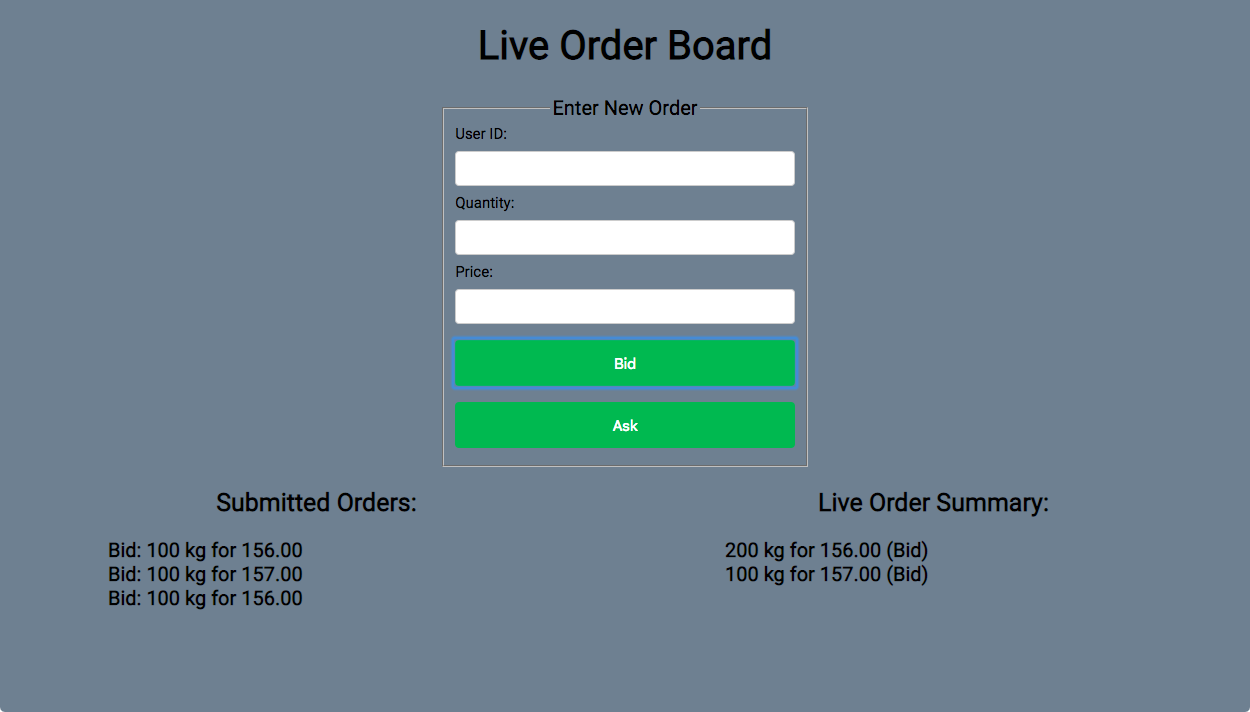 Live Order Board
Enter New Order
User ID:
Quantity:
Price:
Bid
Ask
Submitted Orders:
Bid: 100 kg for 156.00
Bid: 100 kg for 157.00
Bid: 100 kg for 156.00
Live Order Summary:
200 kg for 156.00 (Bid)
100 kg for 157.00 (Bid)